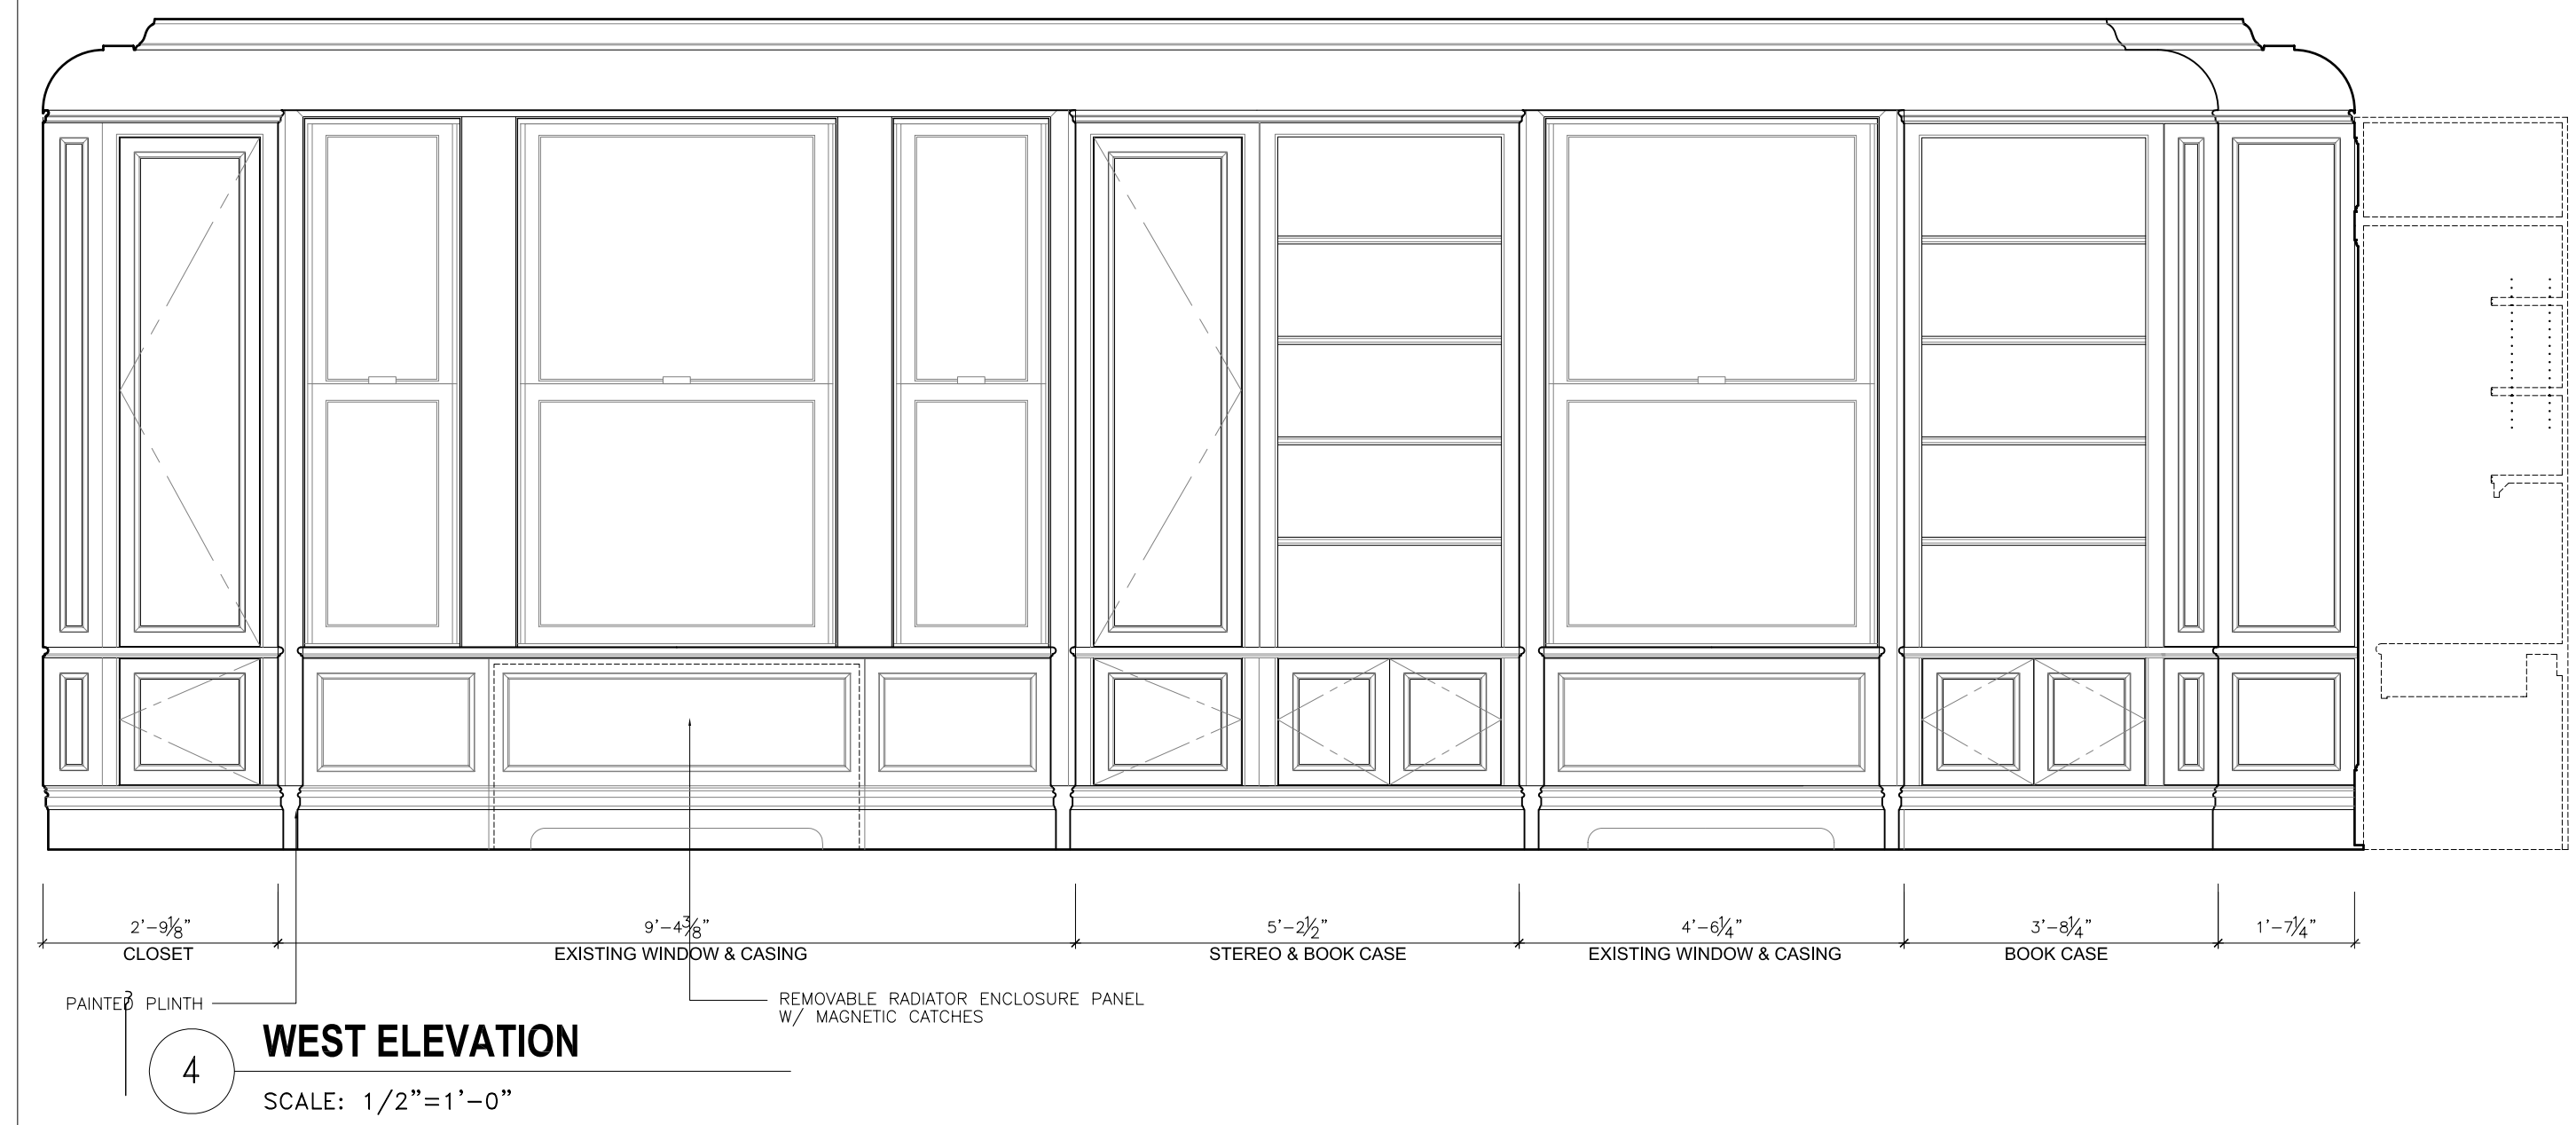 2'-9⅛" 9'-4⅜" 5'-2½" 4'-6¼" 3'-8¼" 1'-7¼"
CLOSET EXISTING WINDOW & CASING STEREO & BOOK CASE EXISTING WINDOW & CASING BOOK CASE
PAINTED PLINTH
REMOVABLE RADIATOR ENCLOSURE PANEL
W/ MAGNETIC CATCHES
3
4
WEST ELEVATION
SCALE: 1/2"=1'-0"